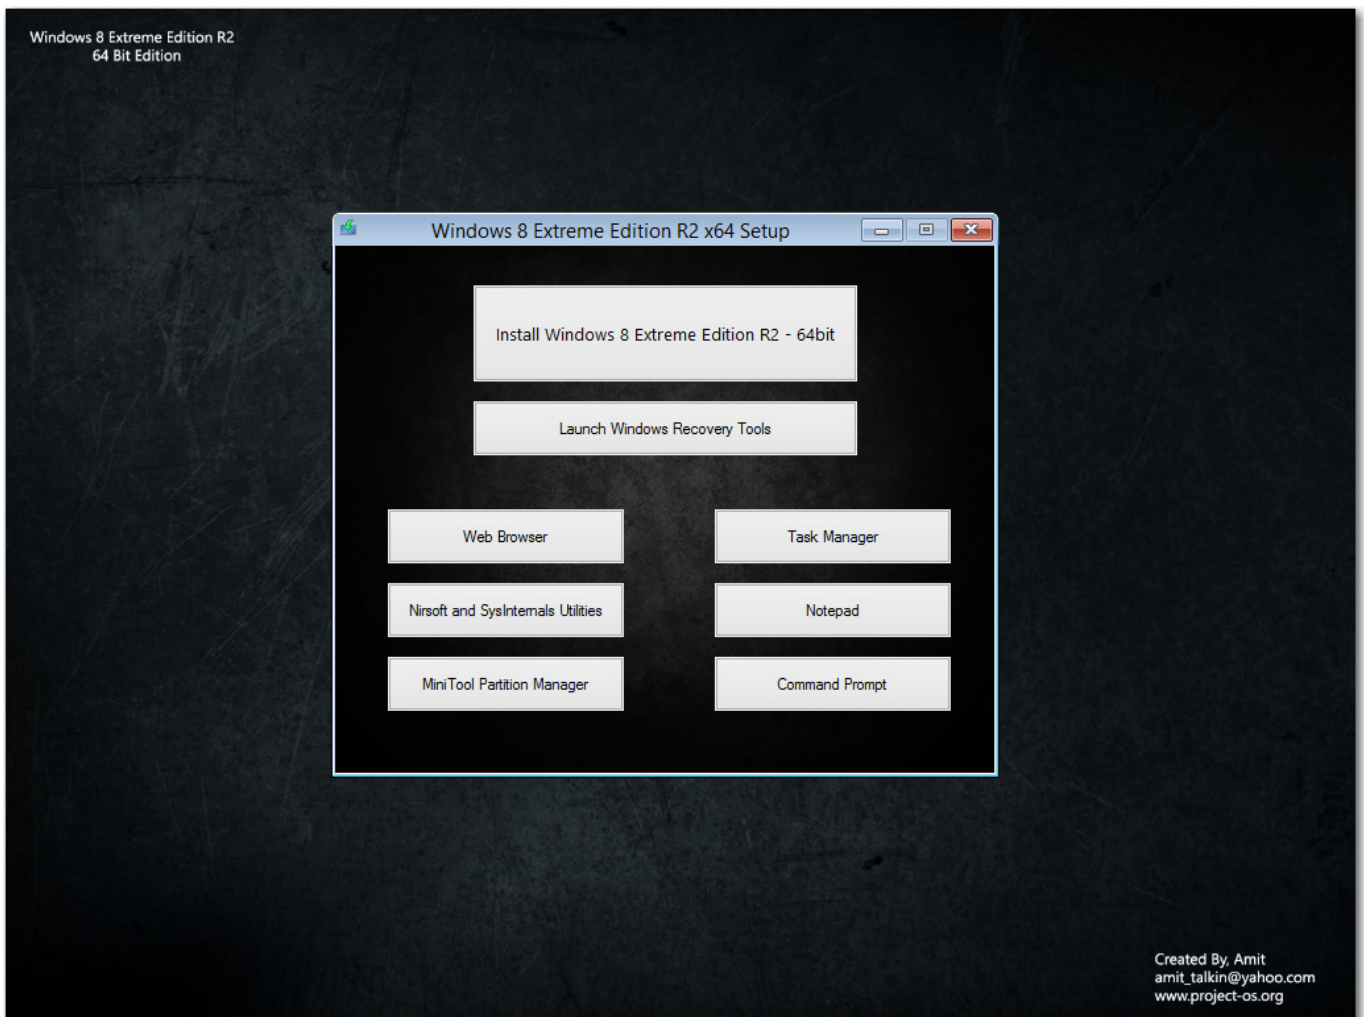 Windows 8 Extreme Edition R2
64 Bit Edition
Windows 8 Extreme Edition R2 x64 Setup
Install Windows 8 Extreme Edition R2 - 64bit
Launch Windows Recovery Tools
Web Browser
Task Manager
Nirsoft and SysInternals Utilities
Notepad
MiniTool Partition Manager
Command Prompt
Created By, Amit
amit_talkin@yahoo.com
www.project-os.org